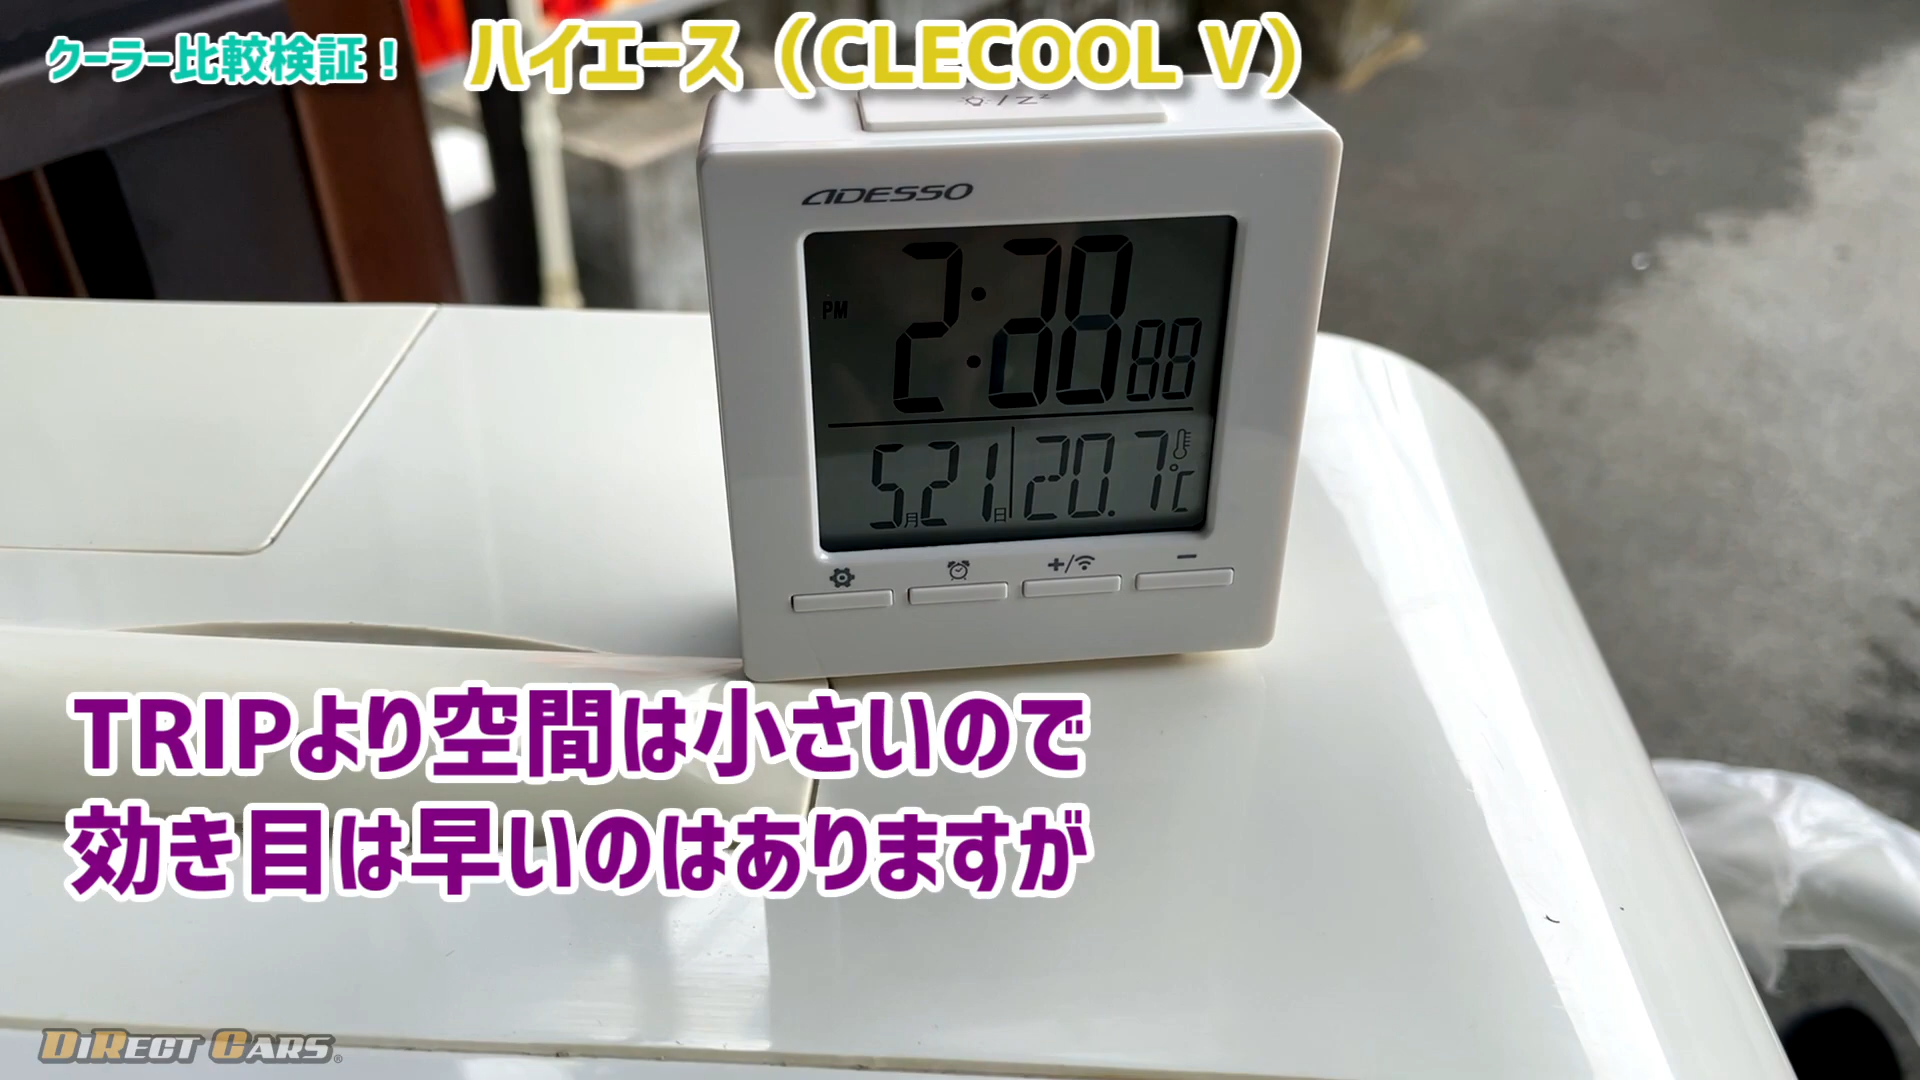 クーラー比較検証！ ハイエース（CLECOOL V）
ADESSO
PM 2:38 88
5月21日 20.7℃
TRIPより空間は小さいので
効き目は早いのはありますが
DIRECT CARS®